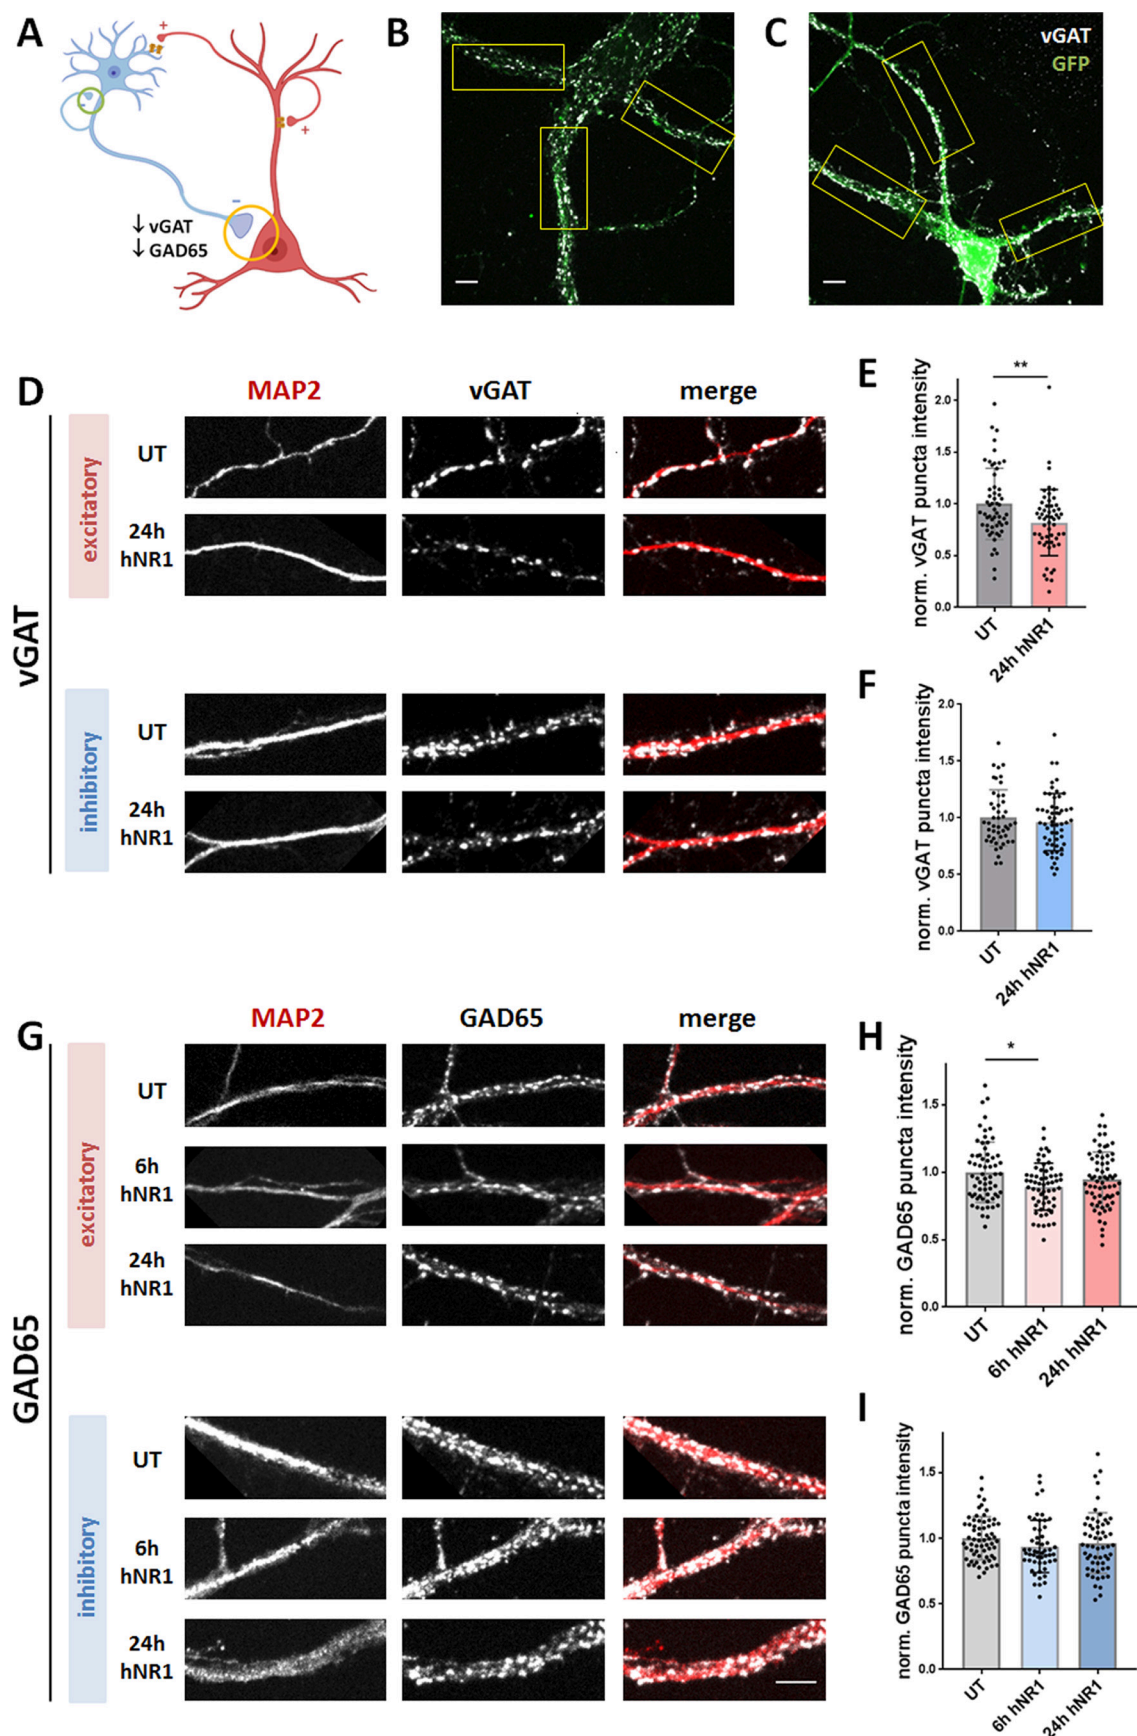 A
+
+
−
−
↓ vGAT
↓ GAD65
B
C
vGAT
GFP
D
MAP2 vGAT merge
vGAT
excitatory
UT
24h
hNR1
inhibitory
UT
24h
hNR1
E
norm. vGAT puncta intensity
**
2.0
1.5
1.0
0.5
0.0
UT
24h hNR1
F
norm. vGAT puncta intensity
2.0
1.5
1.0
0.5
0.0
UT
24h hNR1
G
MAP2 GAD65 merge
GAD65
excitatory
UT
6h
hNR1
24h
hNR1
inhibitory
UT
6h
hNR1
24h
hNR1
H
norm. GAD65 puncta intensity
*
1.5
1.0
0.5
0.0
UT
6h hNR1
24h hNR1
I
norm. GAD65 puncta intensity
1.5
1.0
0.5
0.0
UT
6h hNR1
24h hNR1